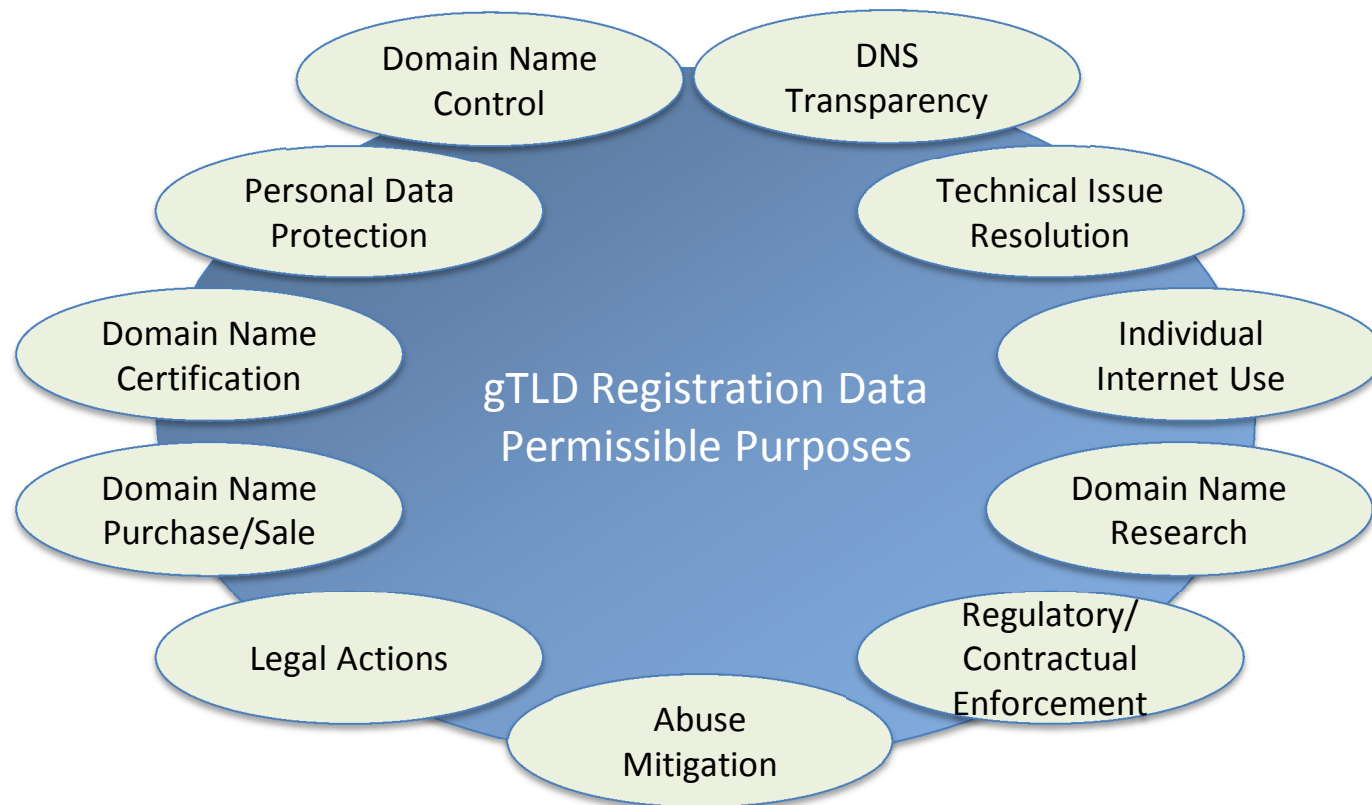 Domain Name
Control
DNS
Transparency
Personal Data
Protection
Technical Issue
Resolution
Domain Name
Certification
Individual
Internet Use
gTLD Registration Data
Permissible Purposes
Domain Name
Purchase/Sale
Domain Name
Research
Legal Actions
Regulatory/
Contractual
Enforcement
Abuse
Mitigation